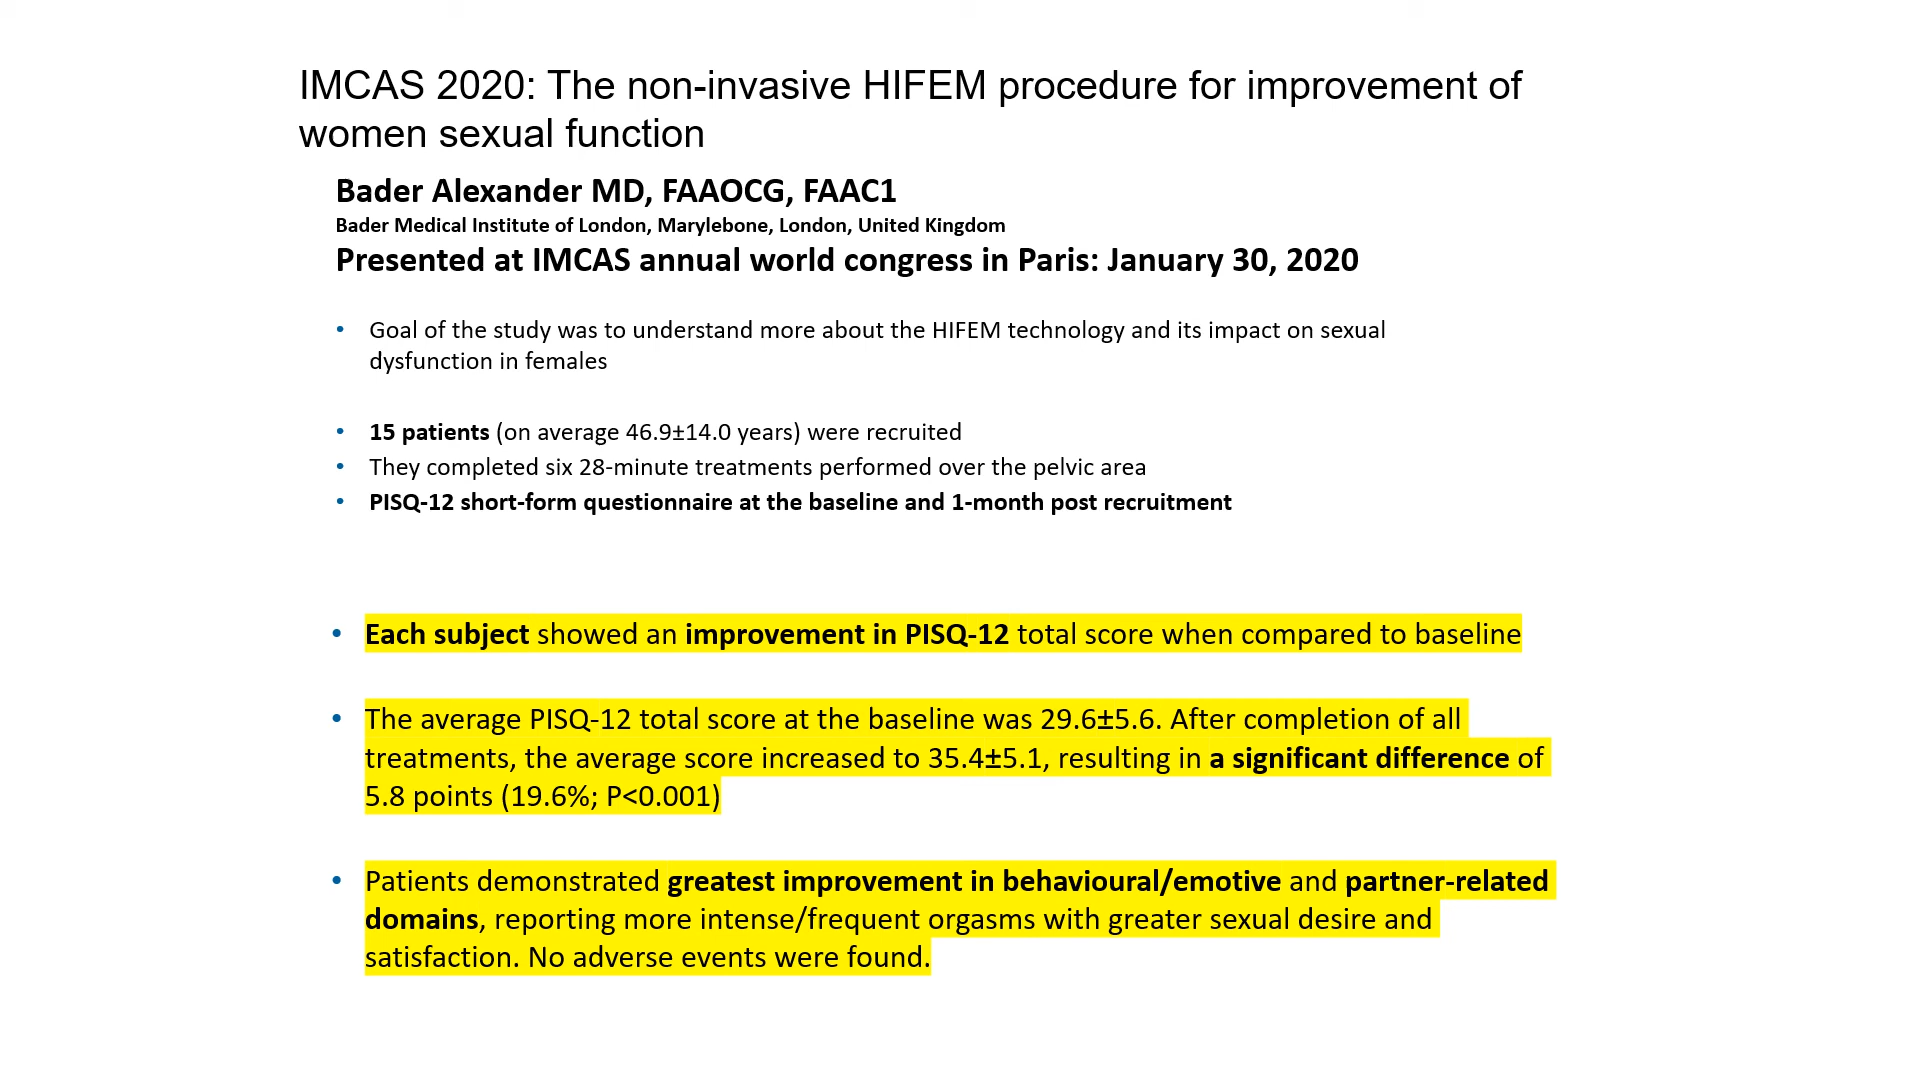 IMCAS 2020: The non-invasive HIFEM procedure for improvement of
women sexual function
Bader Alexander MD, FAAOCG, FAAC1
Bader Medical Institute of London, Marylebone, London, United Kingdom
Presented at IMCAS annual world congress in Paris: January 30, 2020
• Goal of the study was to understand more about the HIFEM technology and its impact on sexual
dysfunction in females
• 15 patients (on average 46.9±14.0 years) were recruited
• They completed six 28-minute treatments performed over the pelvic area
• PISQ-12 short-form questionnaire at the baseline and 1-month post recruitment
• Each subject showed an improvement in PISQ-12 total score when compared to baseline
• The average PISQ-12 total score at the baseline was 29.6±5.6. After completion of all
treatments, the average score increased to 35.4±5.1, resulting in a significant difference of
5.8 points (19.6%; P<0.001)
• Patients demonstrated greatest improvement in behavioural/emotive and partner-related
domains, reporting more intense/frequent orgasms with greater sexual desire and
satisfaction. No adverse events were found.